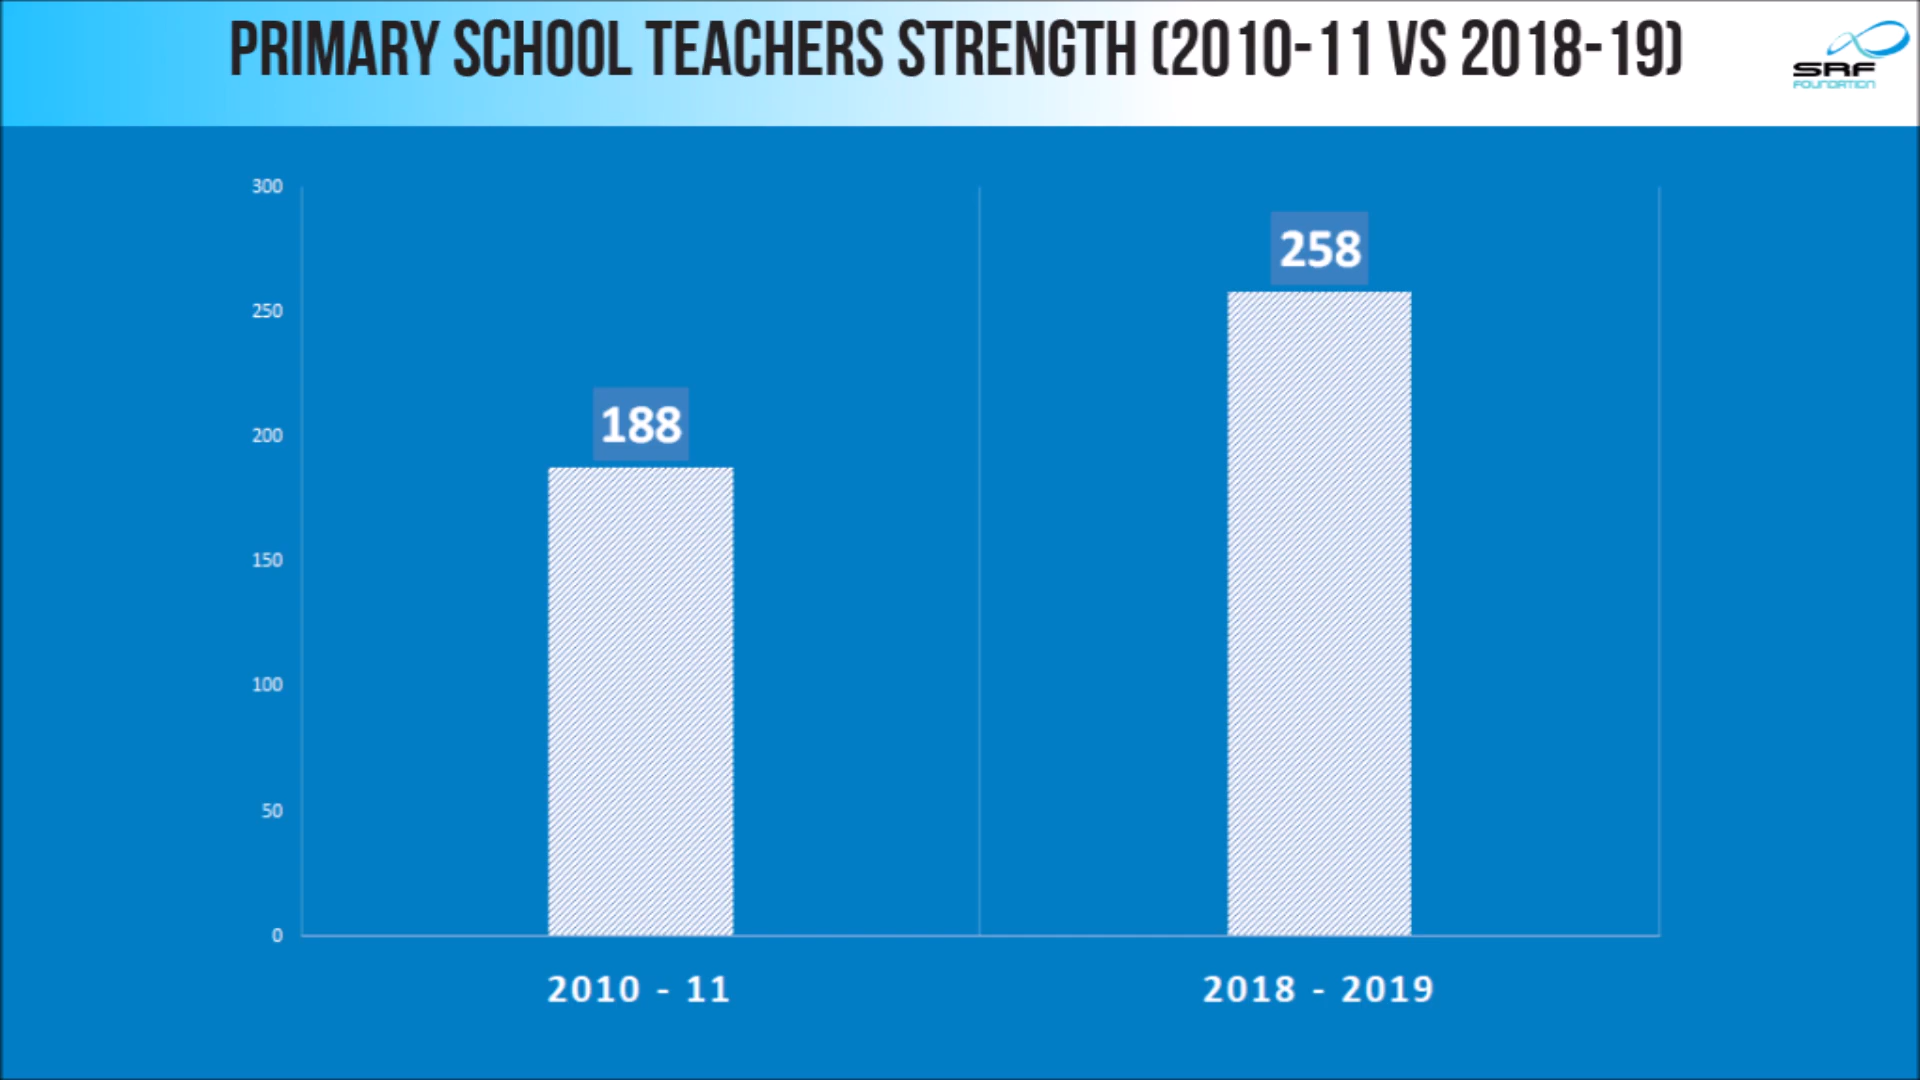 PRIMARY SCHOOL TEACHERS STRENGTH (2010-11 VS 2018-19)
SRF
FOUNDATION
300
250
200
150
100
50
0
188
258
2010 - 11
2018 - 2019